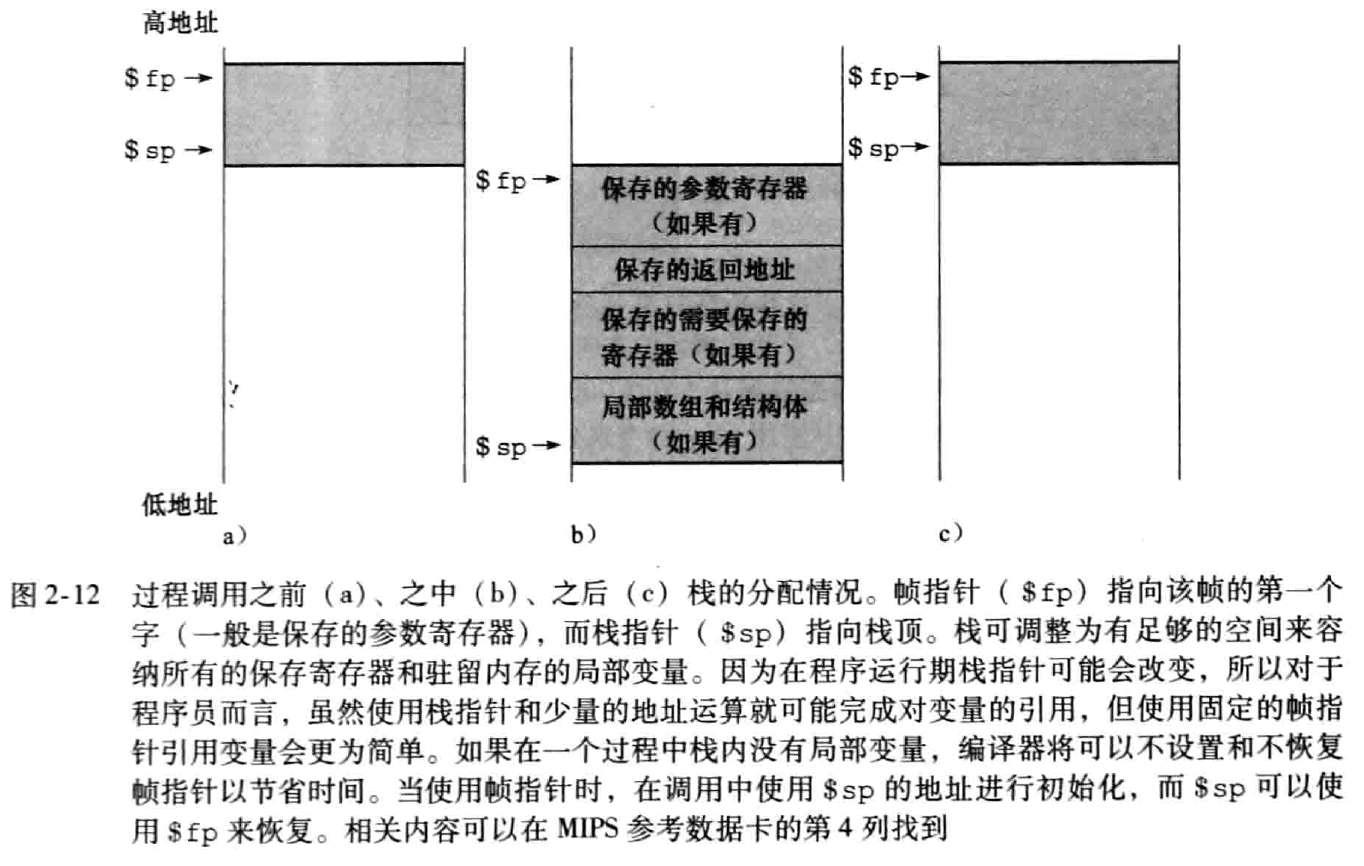 高地址
$fp→
$sp→
$fp→
保存的参数寄存器
（如果有）
保存的返回地址
保存的需要保存的
寄存器（如果有）
局部数组和结构体
（如果有）
$sp→
$fp→
$sp→
低地址
a）
b）
c）
图2-12 过程调用之前（a）、之中（b）、之后（c）栈的分配情况。帧指针（$fp）指向该帧的第一个
字（一般是保存的参数寄存器），而栈指针（$sp）指向栈顶。栈可调整为有足够的空间来容
纳所有的保存寄存器和驻留内存的局部变量。因为在程序运行期栈指针可能会改变，所以对于
程序员而言，虽然使用栈指针和少量的地址运算就可能完成对变量的引用，但使用固定的帧指
针引用变量会更为简单。如果在一个过程中栈内没有局部变量，编译器将可以不设置和不恢复
帧指针以节省时间。当使用帧指针时，在调用中使用$sp的地址进行初始化，而$sp可以使
用$fp来恢复。相关内容可以在MIPS参考数据卡的第4列找到